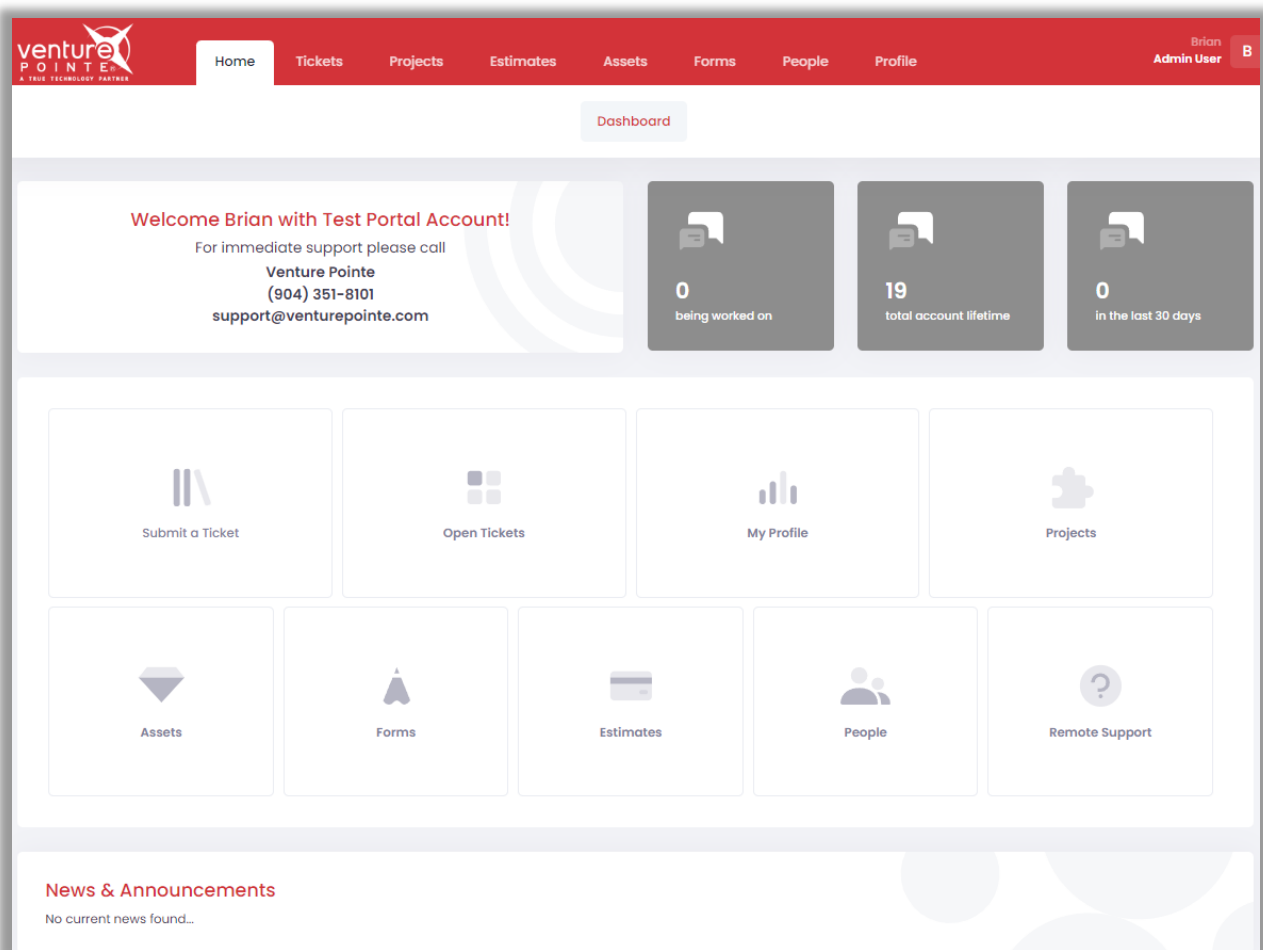 venture
POINTE
A TRUE TECHNOLOGY PARTNER
Home
Tickets
Projects
Estimates
Assets
Forms
People
Profile
Brian
Admin User
B
Dashboard
Welcome Brian with Test Portal Account!
For immediate support please call
Venture Pointe
(904) 351-8101
support@venturepointe.com
0
being worked on
19
total account lifetime
0
in the last 30 days
Submit a Ticket
Open Tickets
My Profile
Projects
Assets
Forms
Estimates
People
Remote Support
News & Announcements
No current news found...